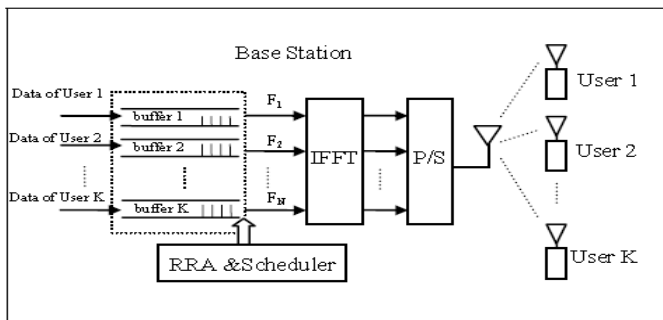 Base Station
Data of User 1
buffer 1
F1
Data of User 2
buffer 2
F2
Data of User K
buffer K
FN
IFFT
P/S
RRA &Scheduler
User 1
User 2
User K